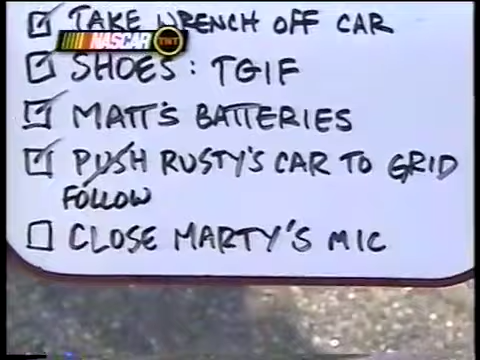 TAKE WRENCH OFF CAR
NASCAR TNT
SHOES: TGIF
MATT'S BATTERIES
PUSH RUSTY'S CAR TO GRID
FOLLOW
CLOSE MARTY'S MIC